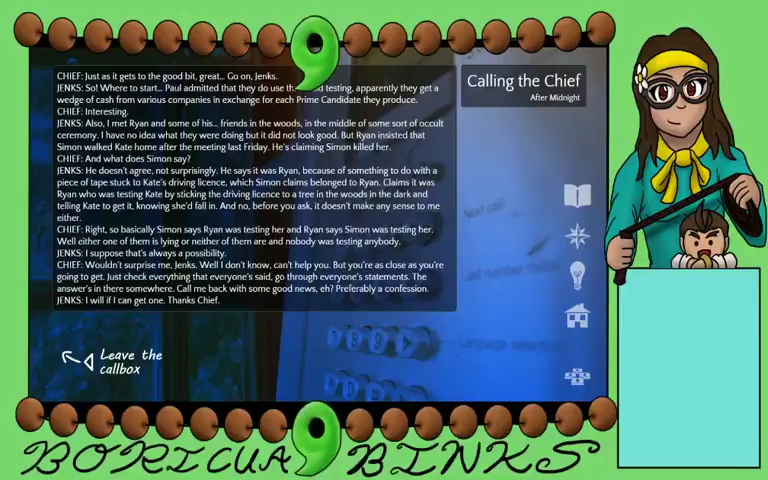 CHIEF: Just as it gets to the good bit, great... Go on, Jenks.
JENKS: So! Where to start... Paul admitted that they do use testing, apparently they get a
wedge of cash from various companies in exchange for each Prime Candidate they produce.
CHIEF: Interesting.
JENKS: Also, I met Ryan and some of his... friends in the woods, in the middle of some sort of occult
ceremony. I have no idea what they were doing but it did not look good. But Ryan insisted that
Simon walked Kate home after the meeting last Friday. He's claiming Simon killed her.
CHIEF: And what does Simon say?
JENKS: He doesn't agree, not surprisingly. He says it was Ryan, because of something to do with a
piece of tape stuck to Kate's driving licence, which Simon claims belonged to Ryan. Claims it was
Ryan who was testing Kate by sticking the driving licence to a tree in the woods in the dark and
telling Kate to get it, knowing she'd fall in. And no, before you ask, it doesn't make any sense to me
either.
CHIEF: Right, so basically Simon says Ryan was testing her and Ryan says Simon was testing her.
Well either one of them is lying or neither of them are and nobody was testing anybody.
JENKS: I suppose that's always a possibility.
CHIEF: Wouldn't surprise me, Jenks. Well I don't know, can't help you. But you're as close as you're
going to get. Just check everything that everyone's said, go through everyone's statements. The
answer's in there somewhere. Call me back with some good news, eh? Preferably a confession.
JENKS: I will if I can get one. Thanks Chief.
Calling the Chief
After Midnight
Next call
Leave the
callbox
BORICUA BINKS